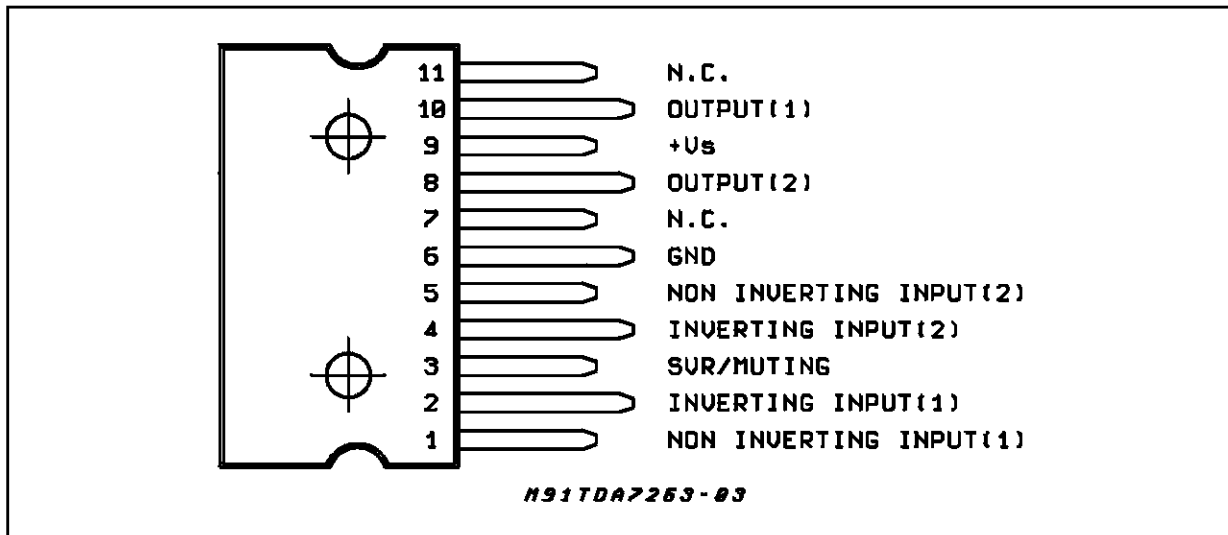 11 N.C.
10 OUTPUT(1)
9 +Vs
8 OUTPUT(2)
7 N.C.
6 GND
5 NON INVERTING INPUT(2)
4 INVERTING INPUT(2)
3 SVR/MUTING
2 INVERTING INPUT(1)
1 NON INVERTING INPUT(1)
M91TDA7263-03